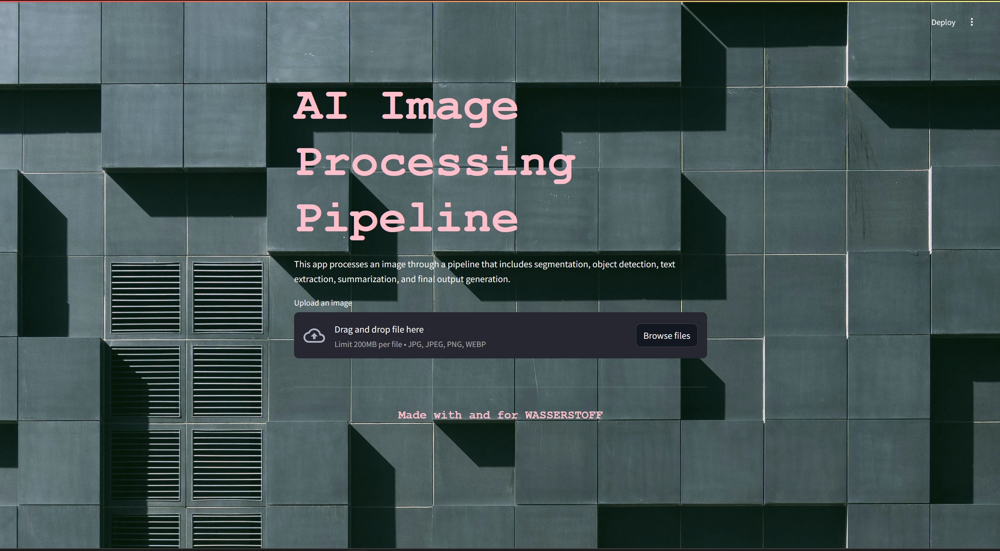 Deploy
AI Image
Processing
Pipeline
This app processes an image through a pipeline that includes segmentation, object detection, text
extraction, summarization, and final output generation.
Upload an image
Drag and drop file here
Limit 200MB per file • JPG, JPEG, PNG, WEBP
Browse files
Made with and for WASSERSTOFF